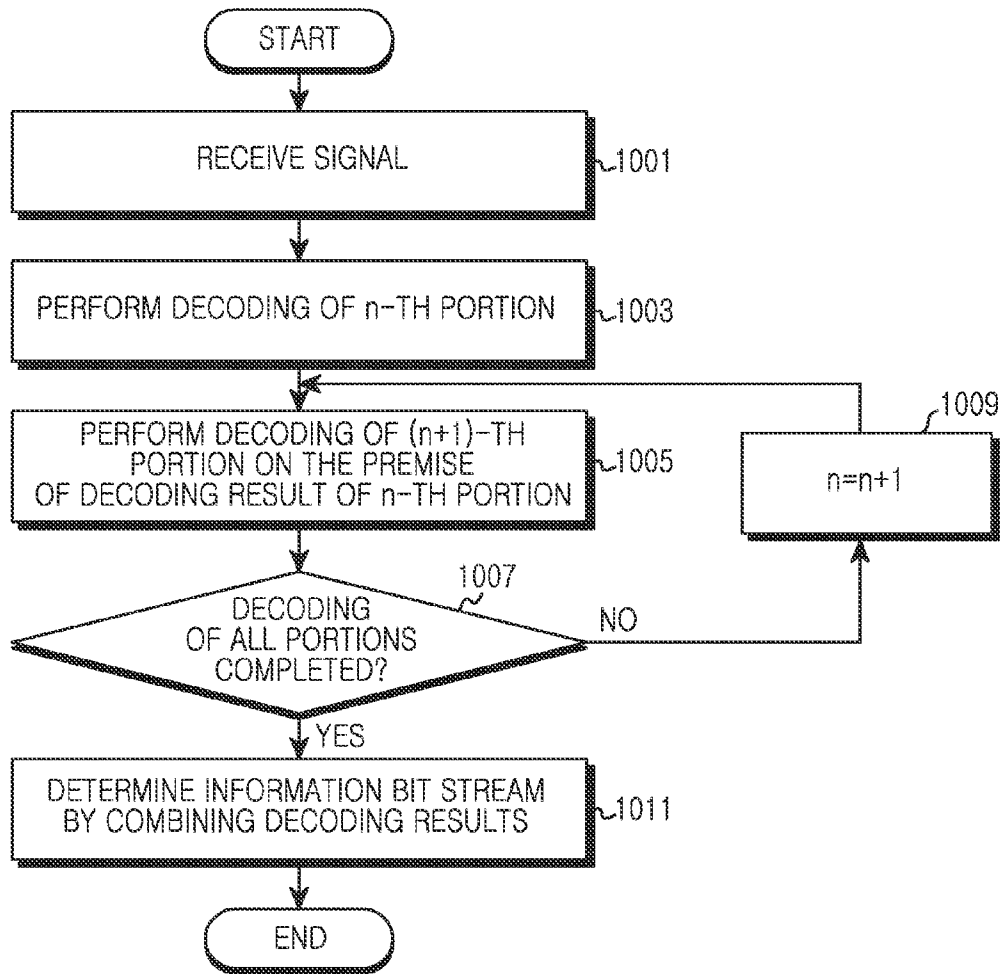 START
RECEIVE SIGNAL
1001
PERFORM DECODING OF n-TH PORTION
1003
PERFORM DECODING OF (n+1)-TH
PORTION ON THE PREMISE
OF DECODING RESULT OF n-TH PORTION
1005
1009
n=n+1
1007
DECODING
OF ALL PORTIONS
COMPLETED?
NO
YES
DETERMINE INFORMATION BIT STREAM
BY COMBINING DECODING RESULTS
1011
END